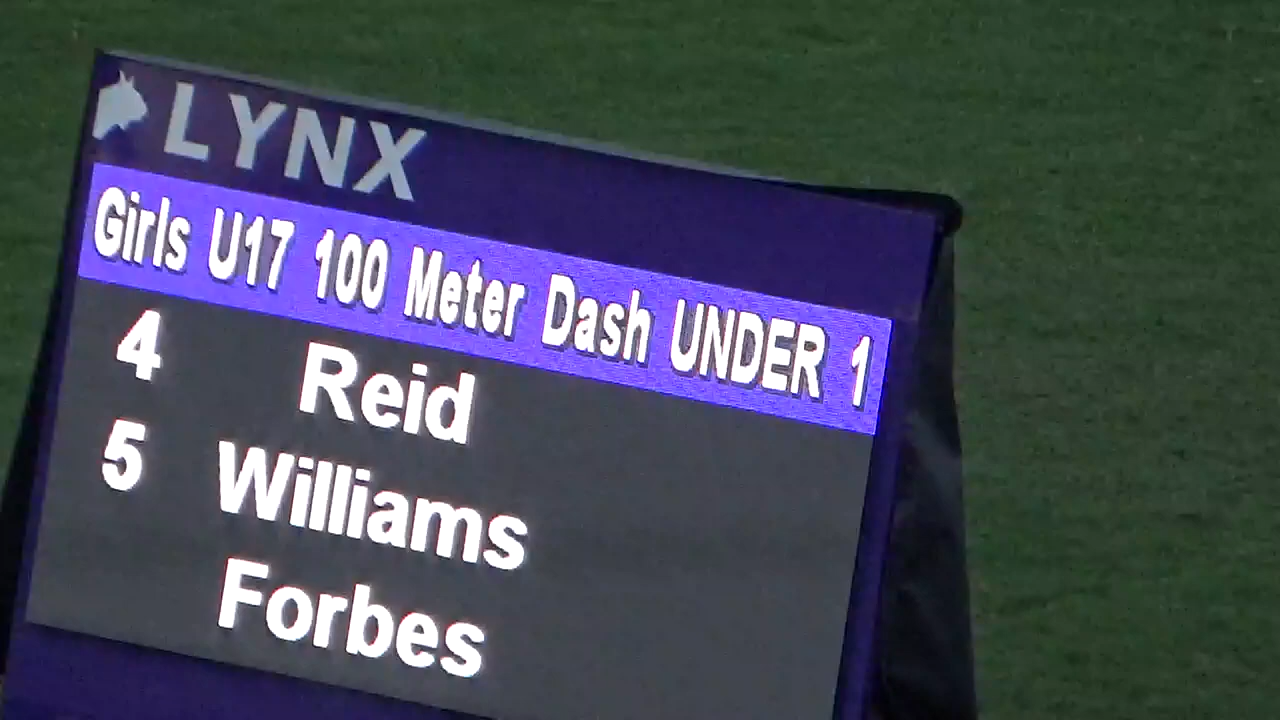 LYNX
Girls U17 100 Meter Dash UNDER 1
4 Reid
5 Williams
Forbes